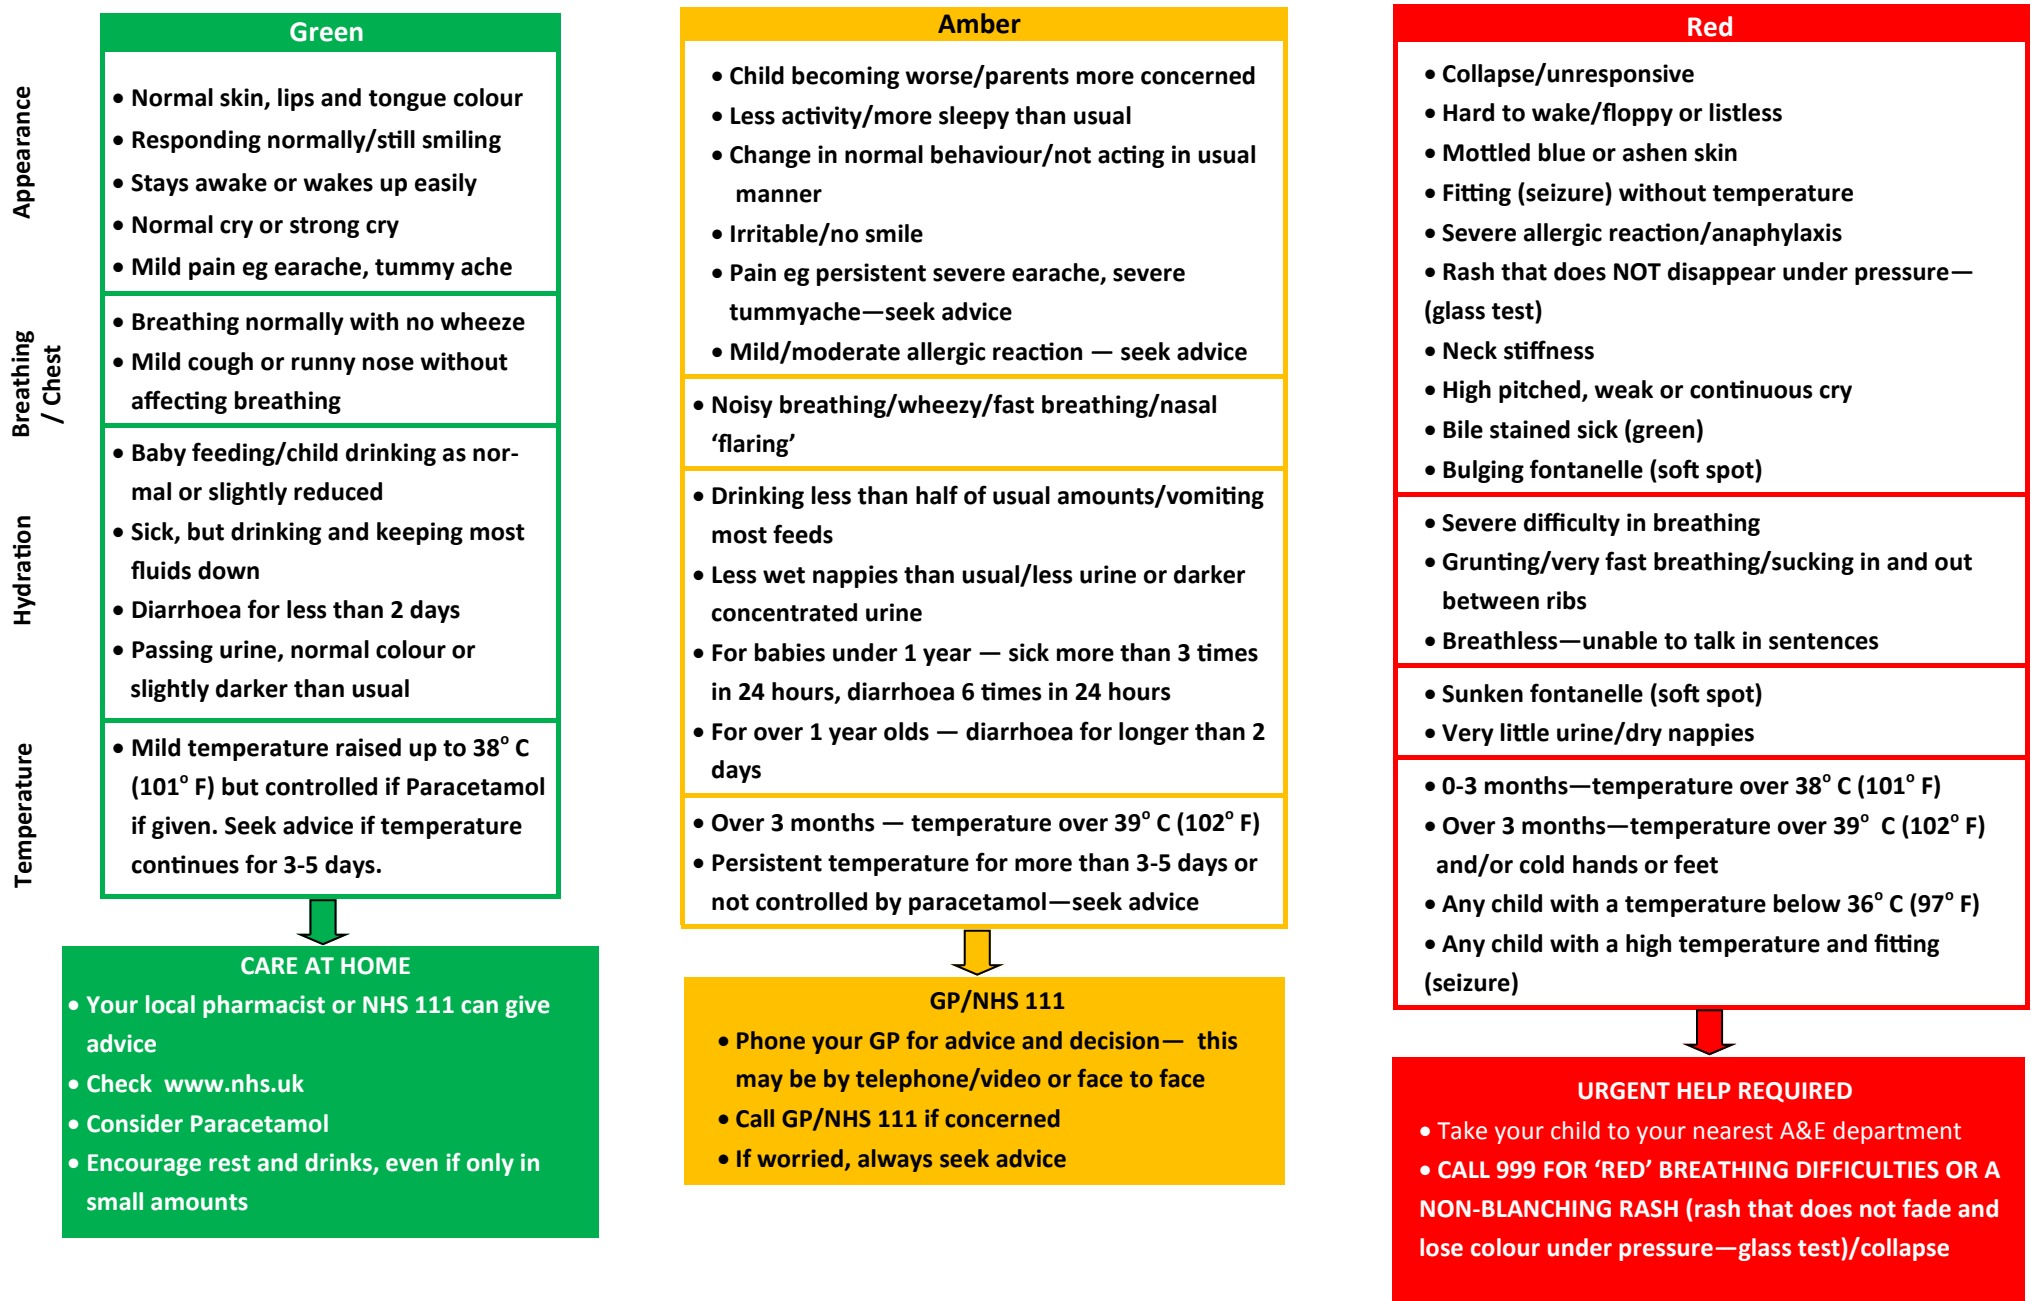 Appearance
Breathing
/ Chest
Hydration
Temperature
Green
• Normal skin, lips and tongue colour
• Responding normally/still smiling
• Stays awake or wakes up easily
• Normal cry or strong cry
• Mild pain eg earache, tummy ache
• Breathing normally with no wheeze
• Mild cough or runny nose without
affecting breathing
• Baby feeding/child drinking as nor-
mal or slightly reduced
• Sick, but drinking and keeping most
fluids down
• Diarrhoea for less than 2 days
• Passing urine, normal colour or
slightly darker than usual
• Mild temperature raised up to 38° C
(101° F) but controlled if Paracetamol
if given. Seek advice if temperature
continues for 3-5 days.
CARE AT HOME
• Your local pharmacist or NHS 111 can give
advice
• Check www.nhs.uk
• Consider Paracetamol
• Encourage rest and drinks, even if only in
small amounts
Amber
• Child becoming worse/parents more concerned
• Less activity/more sleepy than usual
• Change in normal behaviour/not acting in usual
manner
• Irritable/no smile
• Pain eg persistent severe earache, severe
tummyache—seek advice
• Mild/moderate allergic reaction — seek advice
• Noisy breathing/wheezy/fast breathing/nasal
‘flaring’
• Drinking less than half of usual amounts/vomiting
most feeds
• Less wet nappies than usual/less urine or darker
concentrated urine
• For babies under 1 year — sick more than 3 times
in 24 hours, diarrhoea 6 times in 24 hours
• For over 1 year olds — diarrhoea for longer than 2
days
• Over 3 months — temperature over 39° C (102° F)
• Persistent temperature for more than 3-5 days or
not controlled by paracetamol—seek advice
GP/NHS 111
• Phone your GP for advice and decision— this
may be by telephone/video or face to face
• Call GP/NHS 111 if concerned
• If worried, always seek advice
Red
• Collapse/unresponsive
• Hard to wake/floppy or listless
• Mottled blue or ashen skin
• Fitting (seizure) without temperature
• Severe allergic reaction/anaphylaxis
• Rash that does NOT disappear under pressure—
(glass test)
• Neck stiffness
• High pitched, weak or continuous cry
• Bile stained sick (green)
• Bulging fontanelle (soft spot)
• Severe difficulty in breathing
• Grunting/very fast breathing/sucking in and out
between ribs
• Breathless—unable to talk in sentences
• Sunken fontanelle (soft spot)
• Very little urine/dry nappies
• 0-3 months—temperature over 38° C (101° F)
• Over 3 months—temperature over 39° C (102° F)
and/or cold hands or feet
• Any child with a temperature below 36° C (97° F)
• Any child with a high temperature and fitting
(seizure)
URGENT HELP REQUIRED
• Take your child to your nearest A&E department
• CALL 999 FOR ‘RED’ BREATHING DIFFICULTIES OR A
NON-BLANCHING RASH (rash that does not fade and
lose colour under pressure—glass test)/collapse